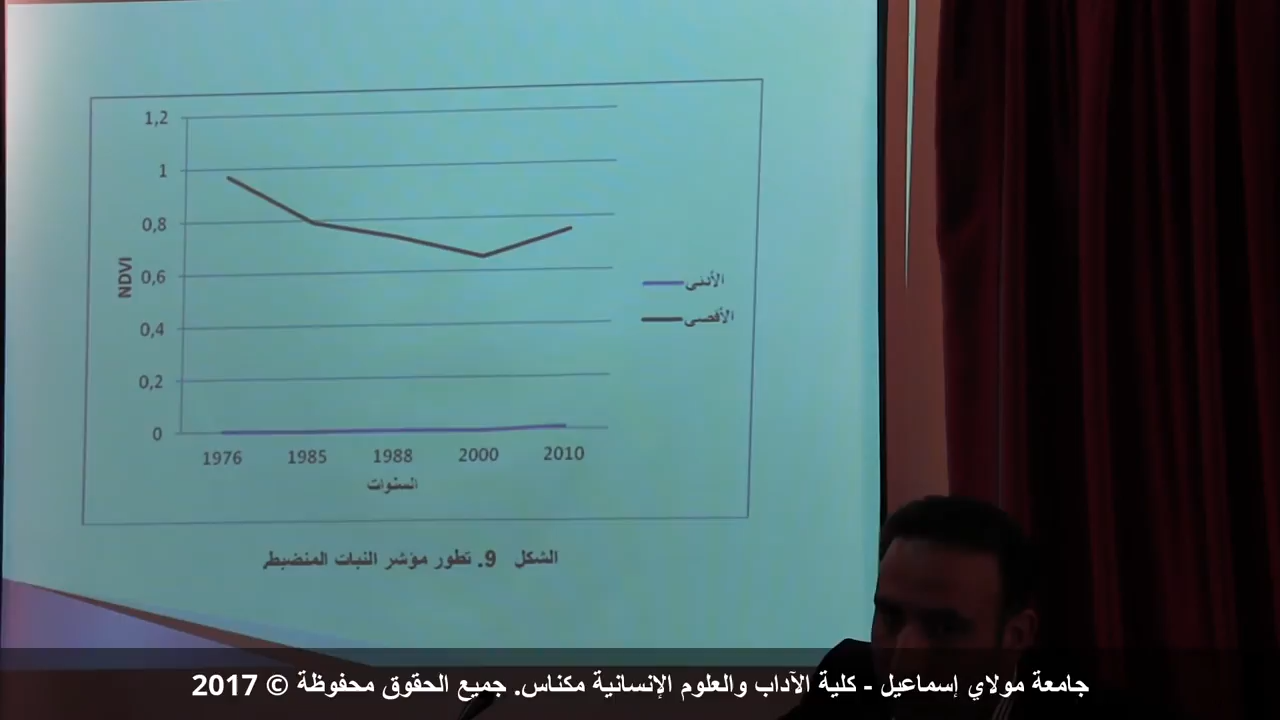 1,2
1
0,8
0,6
0,4
0,2
0
NDVI
1976 1985 1988 2000 2010
السنوات
الأدنى
الأقصى
الشكل 9. تطور مؤشر النبات المنضبط
جامعة مولاي إسماعيل - كلية الآداب والعلوم الإنسانية مكناس. جميع الحقوق محفوظة © 2017